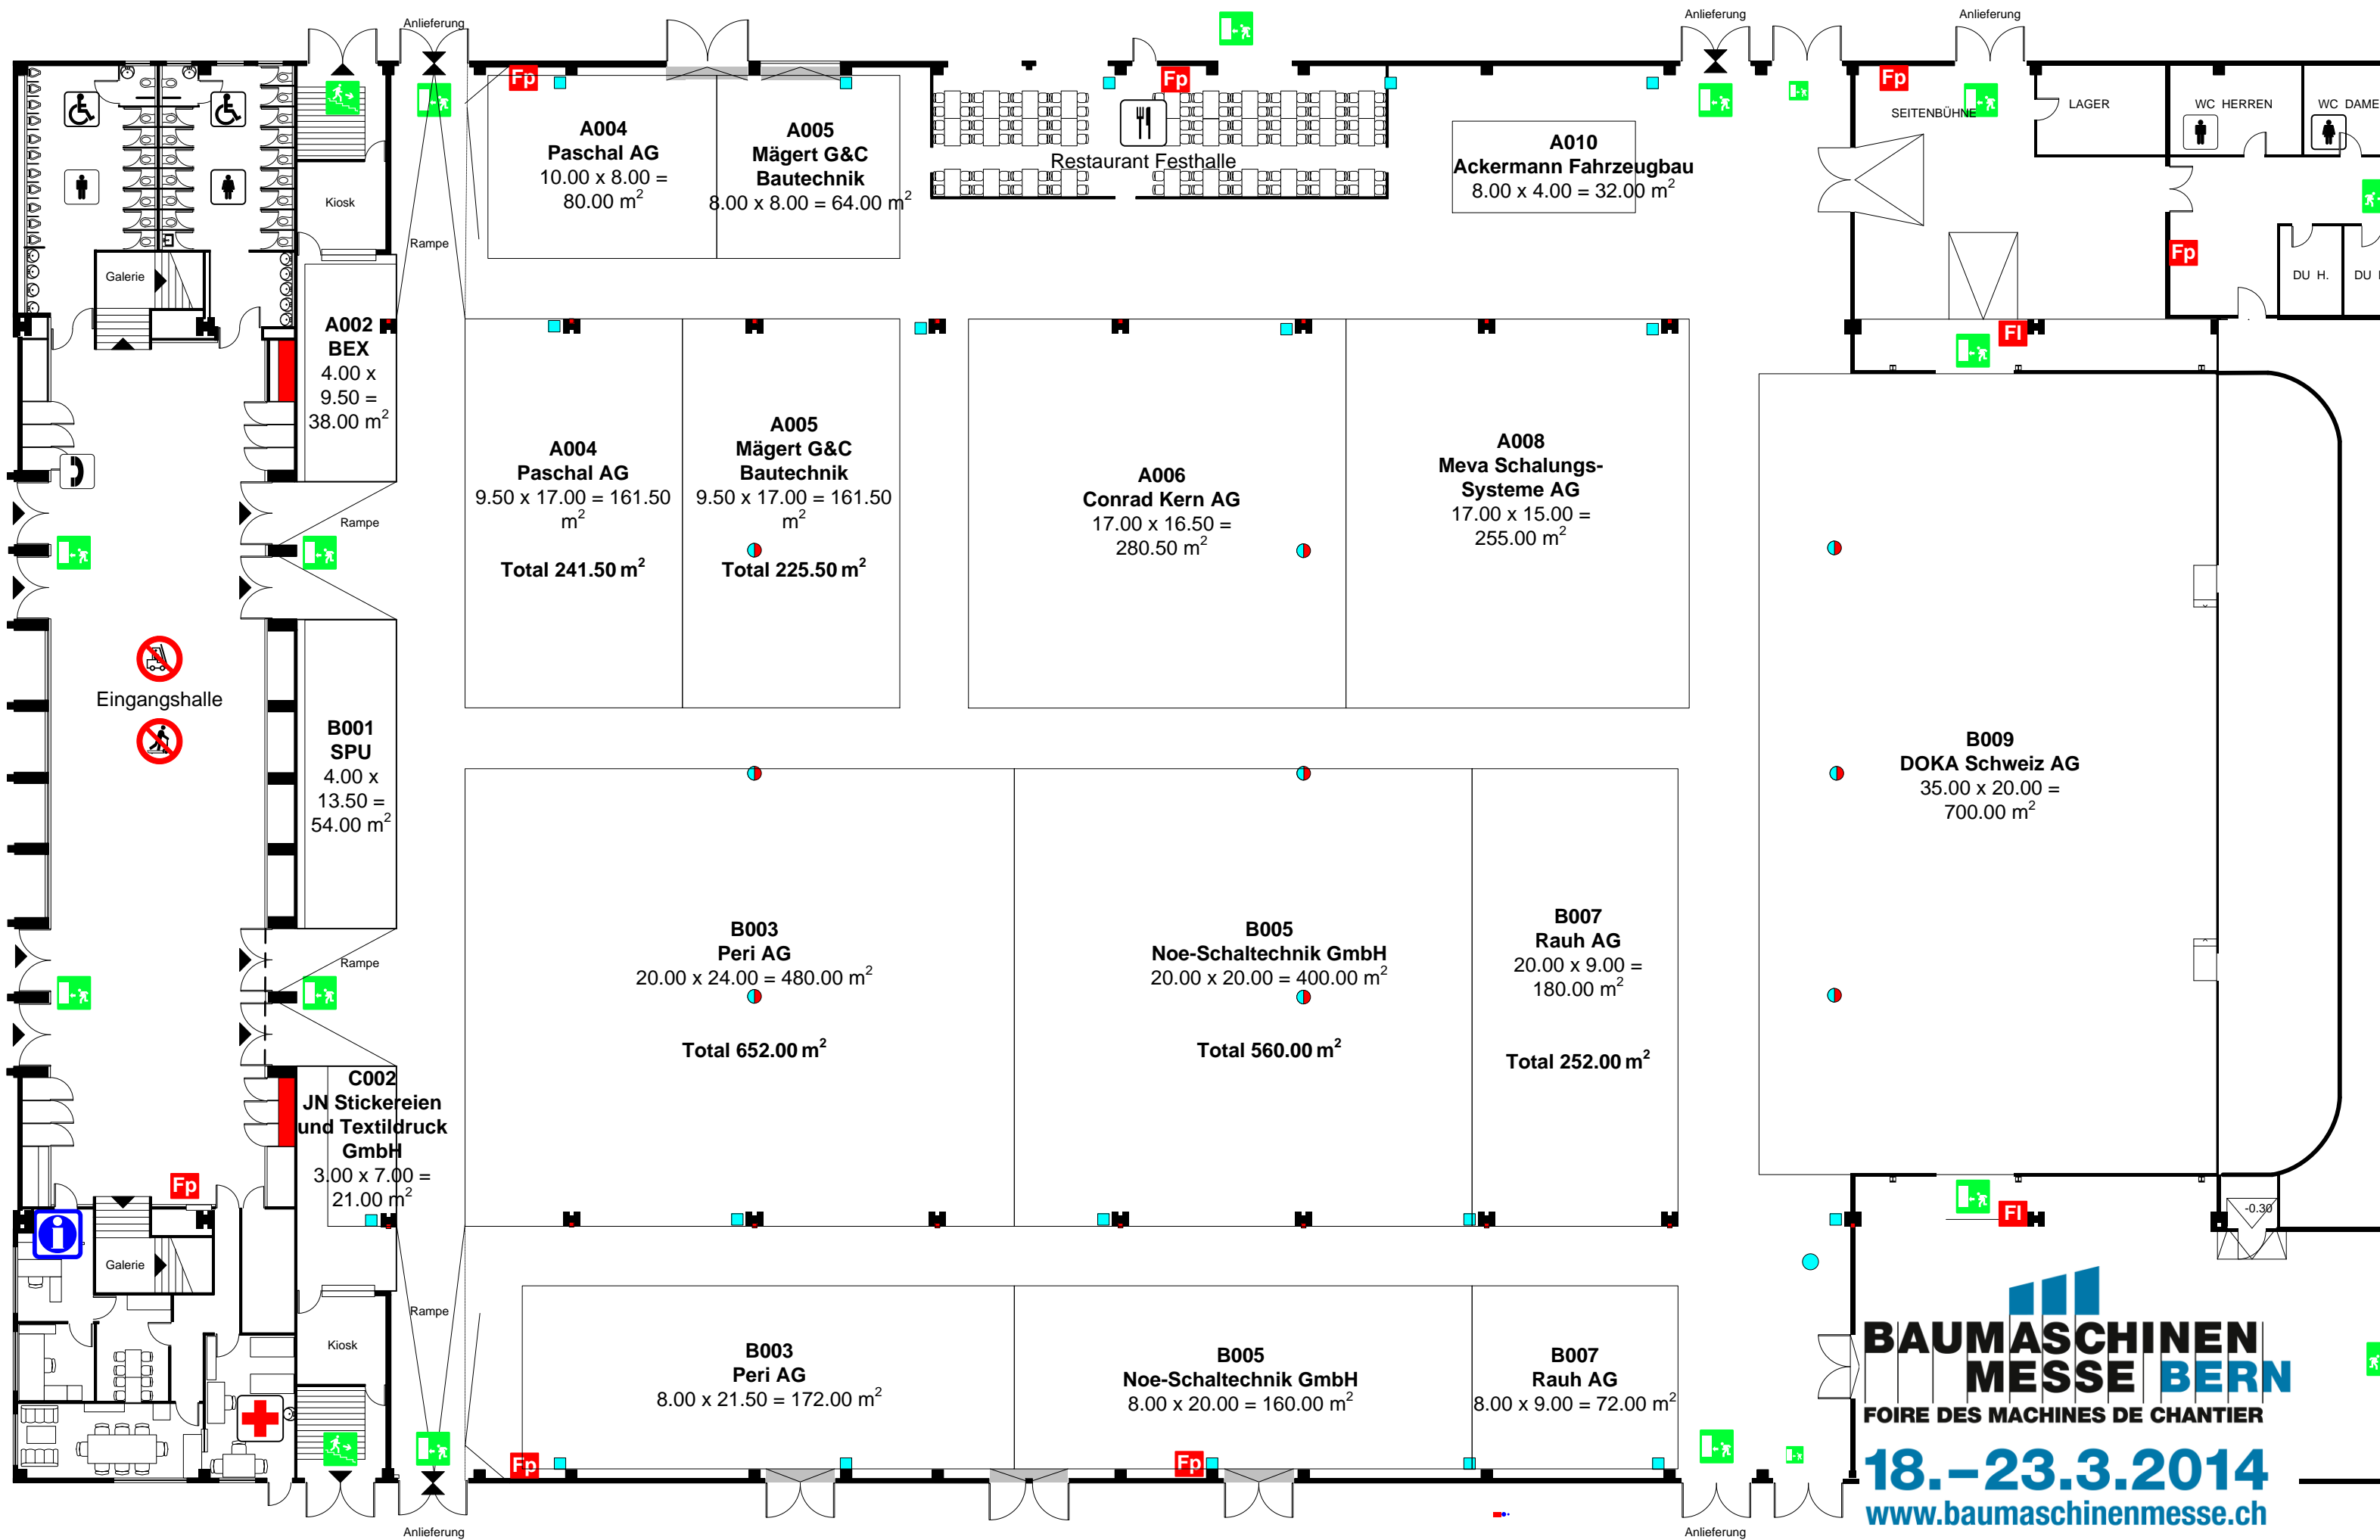 Anlieferung
Anlieferung
Anlieferung
Fp
Fp
Fp
SEITENBÜHNE
LAGER
WC HERREN
WC DAME
Kiosk
Rampe
Galerie
A004
Paschal AG
10.00 x 8.00 =
80.00 m²
A005
Mägert G&C
Bautechnik
8.00 x 8.00 = 64.00 m²
Restaurant Festhalle
A010
Ackermann Fahrzeugbau
8.00 x 4.00 = 32.00 m²
Fp
DU H.
DU
Fl
A002
BEX
4.00 x
9.50 =
38.00 m²
A004
Paschal AG
9.50 x 17.00 = 161.50
m²
Total 241.50 m²
A005
Mägert G&C
Bautechnik
9.50 x 17.00 = 161.50
m²
Total 225.50 m²
A006
Conrad Kern AG
17.00 x 16.50 =
280.50 m²
A008
Meva Schalungs-
Systeme AG
17.00 x 15.00 =
255.00 m²
Rampe
Eingangshalle
B001
SPU
4.00 x
13.50 =
54.00 m²
B009
DOKA Schweiz AG
35.00 x 20.00 =
700.00 m²
Rampe
B003
Peri AG
20.00 x 24.00 = 480.00 m²
Total 652.00 m²
B005
Noe-Schaltechnik GmbH
20.00 x 20.00 = 400.00 m²
Total 560.00 m²
B007
Rauh AG
20.00 x 9.00 =
180.00 m²
Total 252.00 m²
C002
JN Stickereien
und Textildruck
GmbH
3.00 x 7.00 =
21.00 m²
Fp
i
Galerie
Fl
-0.30
Rampe
Kiosk
B003
Peri AG
8.00 x 21.50 = 172.00 m²
B005
Noe-Schaltechnik GmbH
8.00 x 20.00 = 160.00 m²
B007
Rauh AG
8.00 x 9.00 = 72.00 m²
Fp
Fp
Anlieferung
Anlieferung
BAUMASCHINEN
MESSE BERN
FOIRE DES MACHINES DE CHANTIER
18.–23.3.2014
www.baumaschinenmesse.ch